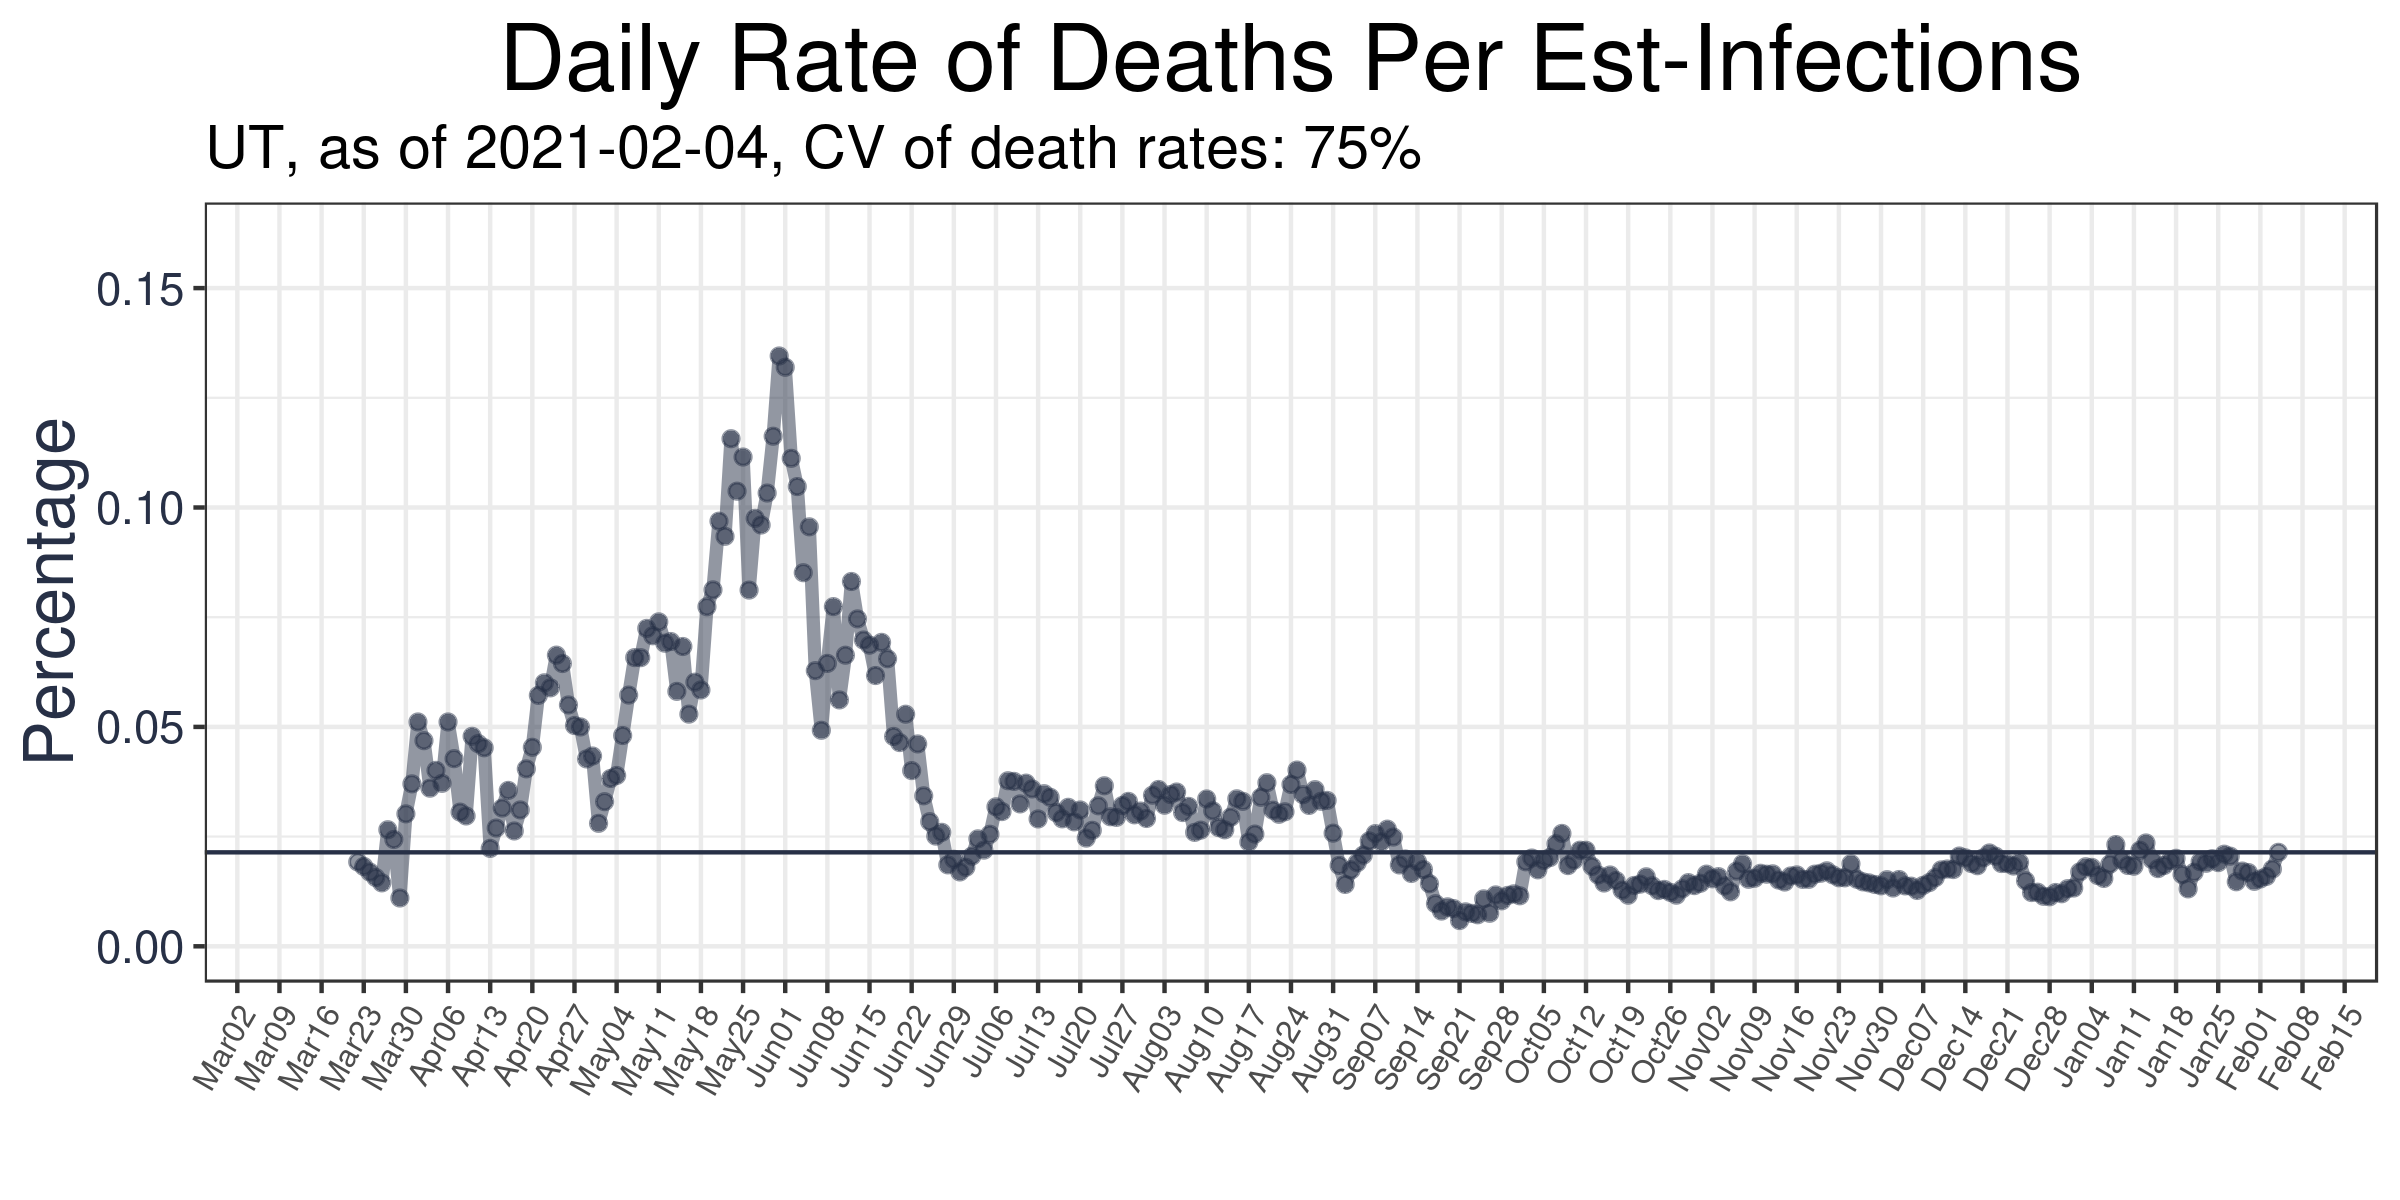 Daily Rate of Deaths Per Est-Infections
UT, as of 2021-02-04, CV of death rates: 75%
Percentage
0.15
0.10
0.05
0.00
Mar02
Mar09
Mar16
Mar23
Mar30
Apr06
Apr13
Apr20
Apr27
May04
May11
May18
May25
Jun01
Jun08
Jun15
Jun22
Jun29
Jul06
Jul13
Jul20
Jul27
Aug03
Aug10
Aug17
Aug24
Aug31
Sep07
Sep14
Sep21
Sep28
Oct05
Oct12
Oct19
Oct26
Nov02
Nov09
Nov16
Nov23
Nov30
Dec07
Dec14
Dec21
Dec28
Jan04
Jan11
Jan18
Jan25
Feb01
Feb08
Feb15